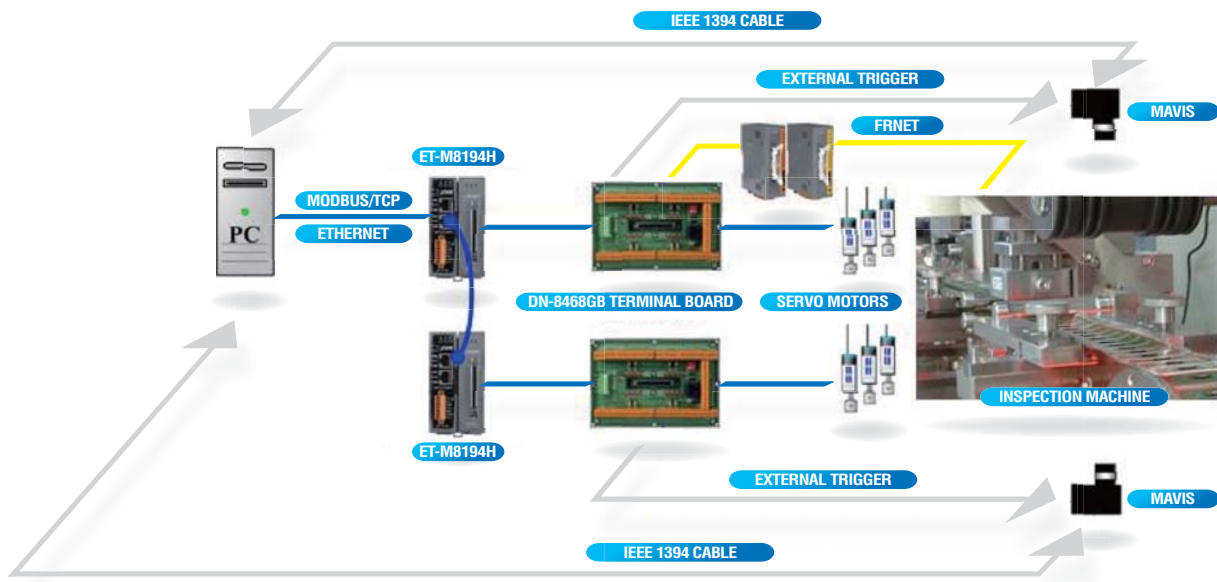 IEEE 1394 CABLE
EXTERNAL TRIGGER
MAVIS
FRNET
ET-M8194H
MODBUS/TCP
ETHERNET
PC
DN-8468GB TERMINAL BOARD
SERVO MOTORS
INSPECTION MACHINE
ET-M8194H
EXTERNAL TRIGGER
MAVIS
IEEE 1394 CABLE